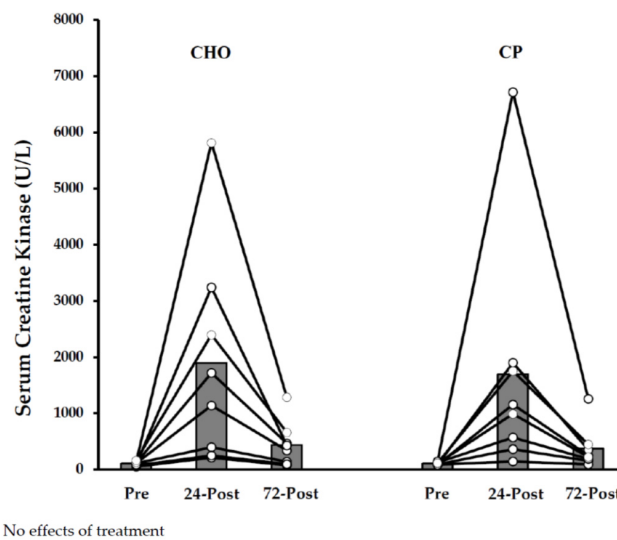 8000
CHO CP
7000
6000
5000
4000
3000
2000
1000
0
Serum Creatine Kinase (U/L)
Pre 24-Post 72-Post Pre 24-Post 72-Post
No effects of treatment